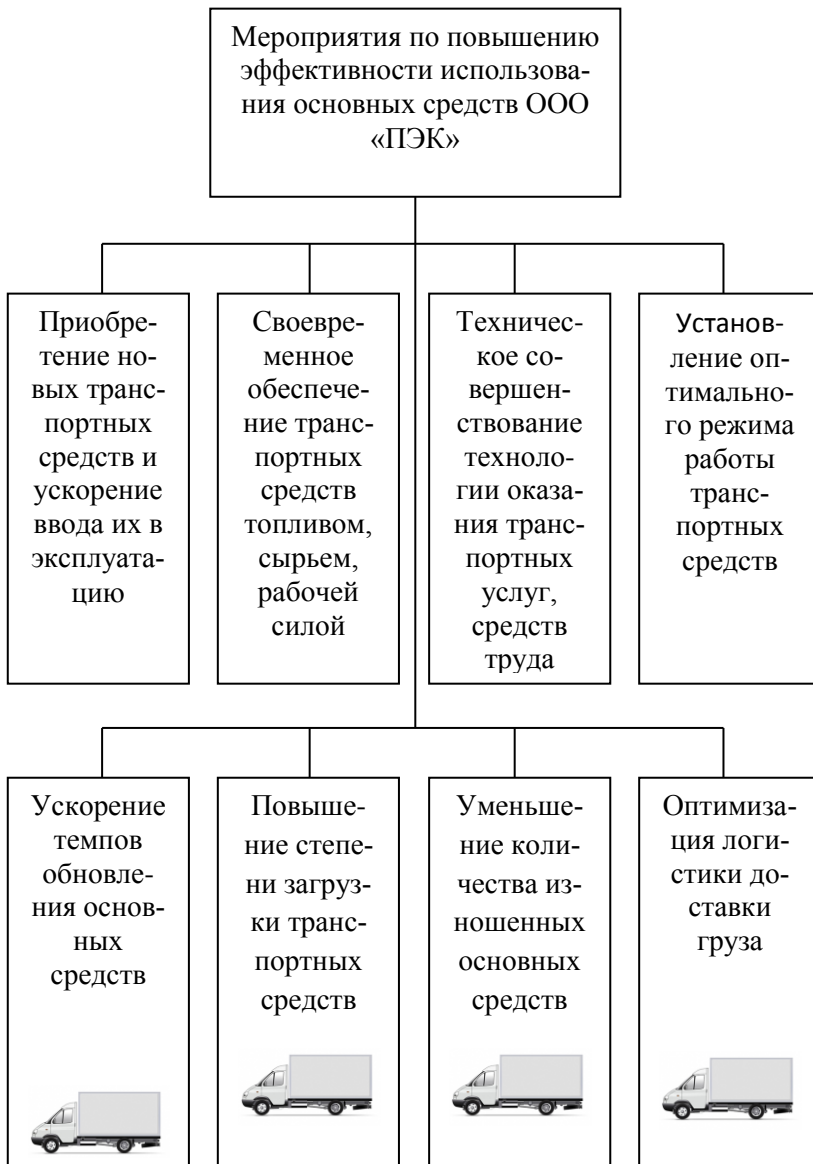 Мероприятия по повышению
эффективности использова-
ния основных средств ООО
«ПЭК»
Приобре-
тение но-
вых транс-
портных
средств и
ускорение
ввода их в
эксплуата-
цию
Своевре-
менное
обеспече-
ние транс-
портных
средств
топливом,
сырьем,
рабочей
силой
Техничес-
кое со-
вершен-
ствование
техноло-
гии оказа-
ния транс-
портных
услуг,
средств
труда
Установ-
ление оп-
тимально-
го режима
работы
транс-
портных
средств
Ускорение
темпов
обновле-
ния основ-
ных
средств
Повыше-
ние степе-
ни загруз-
ки транс-
портных
средств
Уменьше-
ние коли-
чества из-
ношенных
основных
средств
Оптимиза-
ция логи-
стики до-
ставки
груза